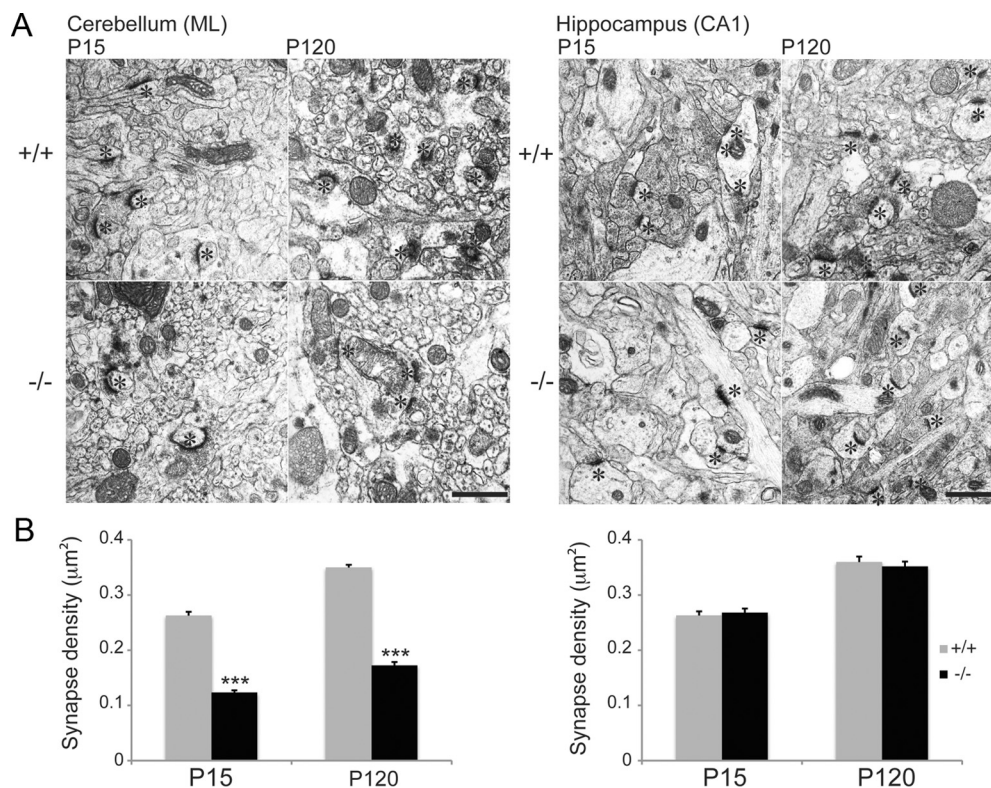 A
Cerebellum (ML)
P15 P120
Hippocampus (CA1)
P15 P120
+/+
* * * * *
* * * * * * *
+/+
* * * * *
* * * * * *
-/-
* *
* * *
-/-
* * * *
* * * * * *
B
Synapse density (μm²)
0.4
0.3
0.2
0.1
0
***
***
P15 P120
Synapse density (μm²)
0.4
0.3
0.2
0.1
0
P15 P120
+/+
-/-